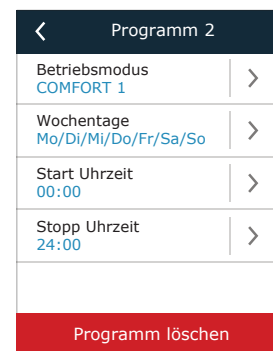 Programm 2
Betriebsmodus
COMFORT 1
Wochentage
Mo/Di/Mi/Do/Fr/Sa/So
Start Uhrzeit
00:00
Stopp Uhrzeit
24:00
Programm löschen